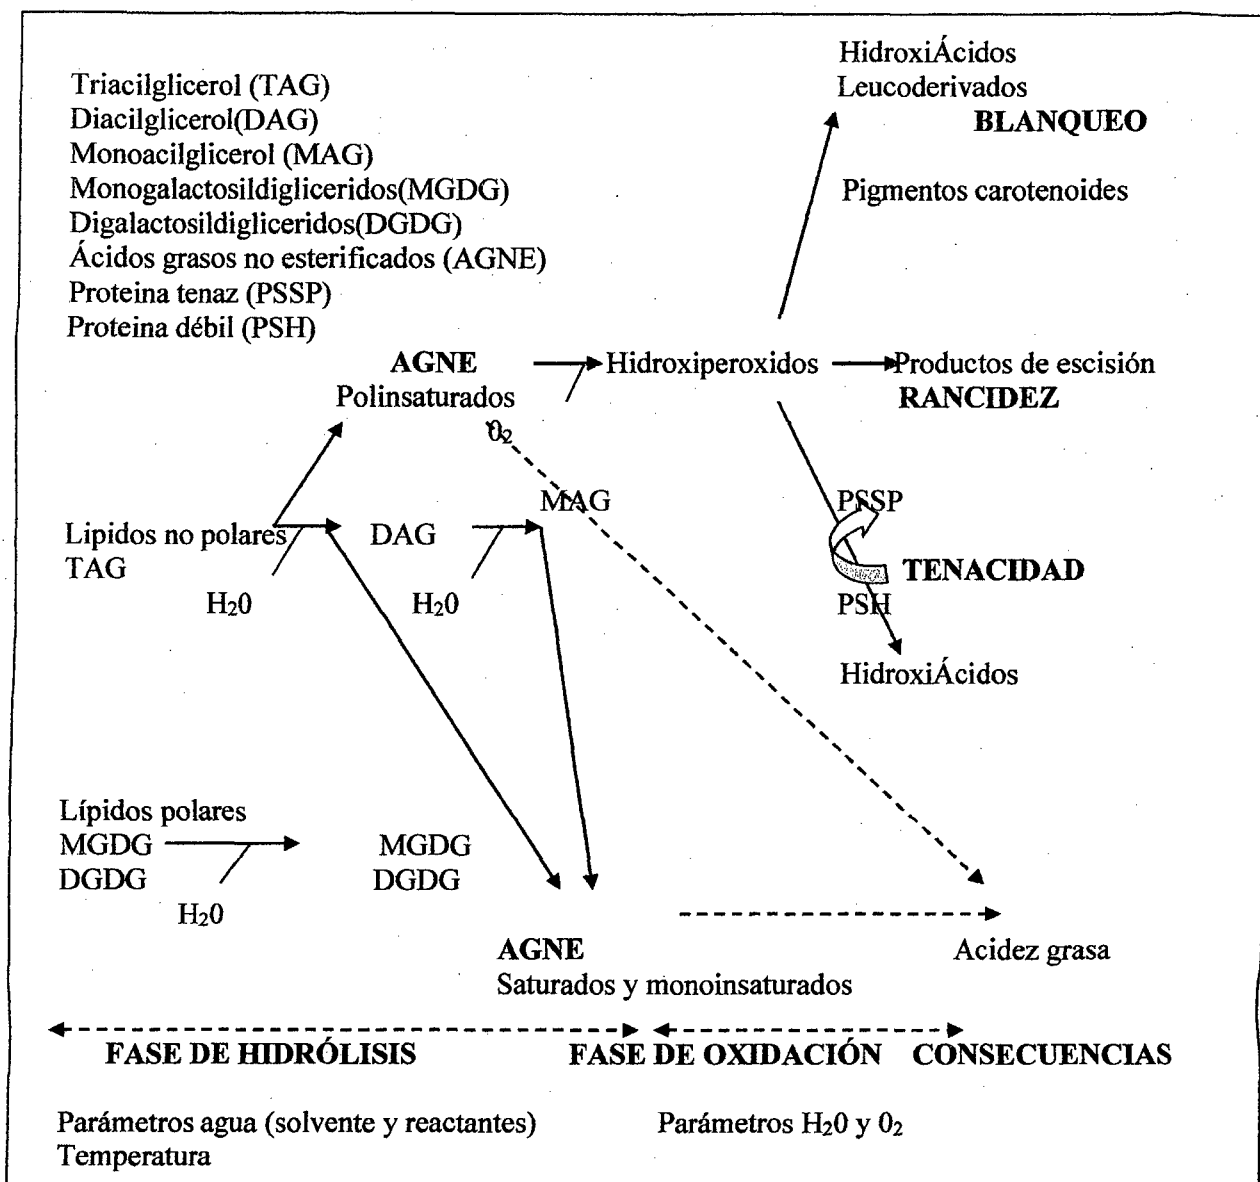 HidroxiÁcidos
Leucoderivados
BLANQUEO
Pigmentos carotenoides
Triacilglicerol (TAG)
Diacilglicerol(DAG)
Monoacilglicerol (MAG)
Monogalactosildigliceridos(MGDG)
Digalactosildigliceridos(DGDG)
Ácidos grasos no esterificados (AGNE)
Proteina tenaz (PSSP)
Proteina débil (PSH)
AGNE
Polinsaturados
0₂
Hidroxiperoxidos
Productos de escisión
RANCIDEZ
Lipidos no polares
TAG
H₂0
DAG
H₂0
MAG
PSSP
TENACIDAD
PSH
HidroxiÁcidos
Lípidos polares
MGDG
DGDG
H₂0
MGDG
DGDG
AGNE
Saturados y monoinsaturados
Acidez grasa
FASE DE HIDRÓLISIS FASE DE OXIDACIÓN CONSECUENCIAS
Parámetros agua (solvente y reactantes) Parámetros H₂0 y 0₂
Temperatura